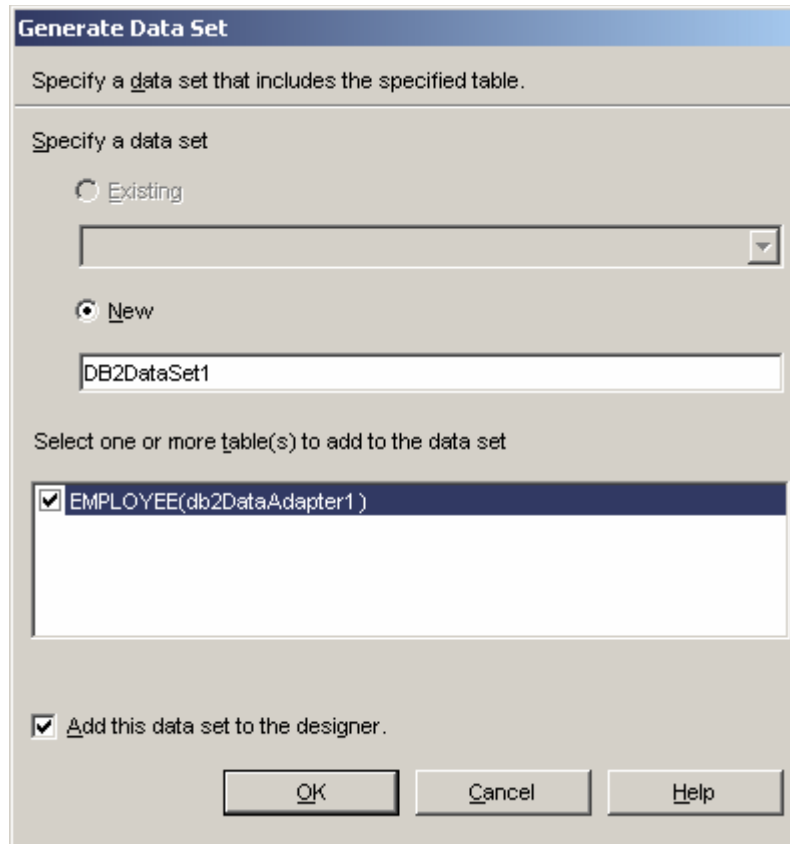 Generate Data Set
Specify a data set that includes the specified table.
Specify a data set
Existing
New
DB2DataSet1
Select one or more table(s) to add to the data set
EMPLOYEE(db2DataAdapter1 )
Add this data set to the designer.
OK Cancel Help